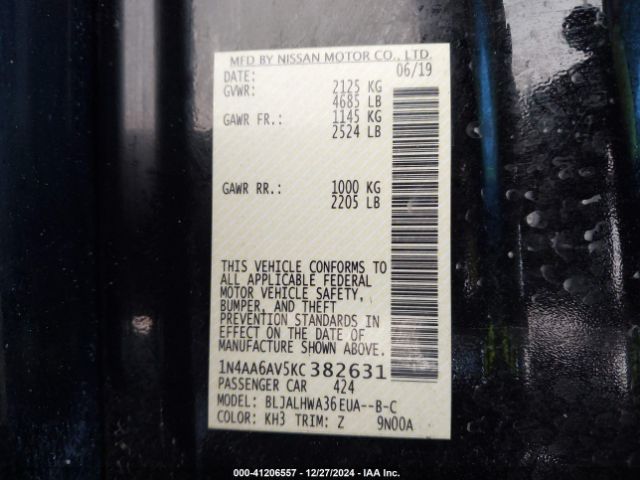 MFD BY NISSAN MOTOR CO., LTD.
DATE: 06/19
GVWR: 2125 KG
4685 LB
GAWR FR.: 1145 KG
2524 LB
GAWR RR.: 1000 KG
2205 LB
THIS VEHICLE CONFORMS TO
ALL APPLICABLE FEDERAL
MOTOR VEHICLE SAFETY,
BUMPER, AND THEFT
PREVENTION STANDARDS IN
EFFECT ON THE DATE OF
MANUFACTURE SHOWN ABOVE.
1N4AA6AV5KC382631
PASSENGER CAR 424
MODEL: BLJALHWA36EUA--B-C
COLOR: KH3 TRIM: Z 9N00A
000-41206557 • 12/27/2024 • IAA Inc.